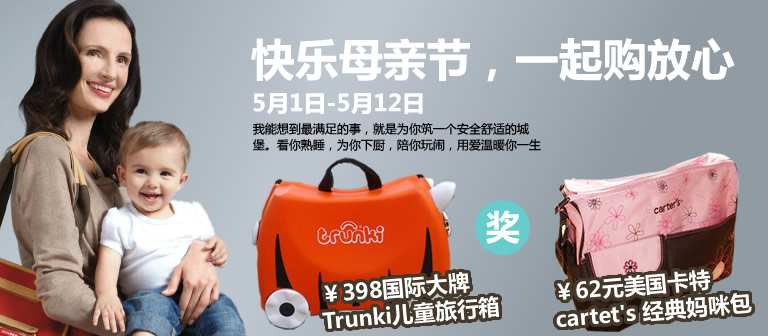 快乐母亲节，一起购放心
5月1日-5月12日
我能想到最满足的事，就是为你筑一个安全舒适的城
堡。看你熟睡，为你下厨，陪你玩闹，用爱温暖你一生
trunki
奖
carter's
￥398国际大牌
Trunki儿童旅行箱
￥62元美国卡特
cartet's 经典妈咪包